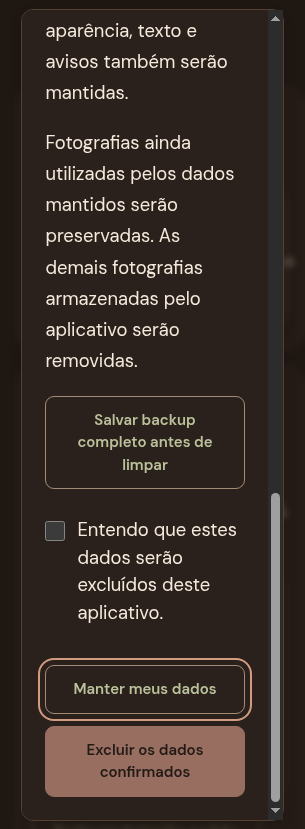 aparência, texto e
avisos também serão
mantidas.
Fotografias ainda
utilizadas pelos dados
mantidos serão
preservadas. As
demais fotografias
armazenadas pelo
aplicativo serão
removidas.
Salvar backup
completo antes de
limpar
Entendo que estes
dados serão
excluídos deste
aplicativo.
Manter meus dados
Excluir os dados
confirmados